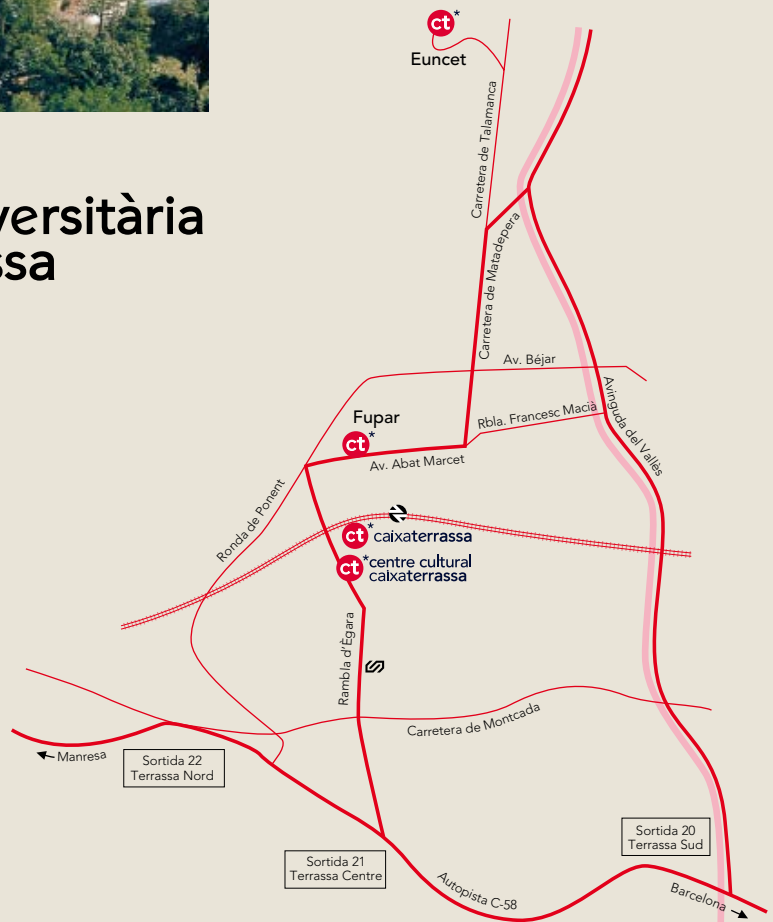 ct*
Euncet
Carretera de Talamanca
versitària
ssa
Carretera de Matadepera
Av. Béjar
Avinguda del Vallès
Fupar
ct*
Rbla. Francesc Macià
Av. Abat Marcet
Ronda de Ponent
ct* caixaterrassa
ct* centre cultural
caixaterrassa
Rambla d'Ègara
Carretera de Montcada
Manresa
Sortida 22
Terrassa Nord
Sortida 20
Terrassa Sud
Sortida 21
Terrassa Centre
Autopista C-58
Barcelona